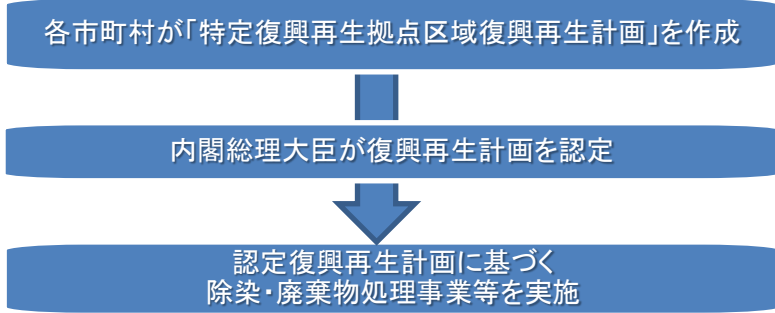 各市町村が「特定復興再生拠点区域復興再生計画」を作成
内閣総理大臣が復興再生計画を認定
認定復興再生計画に基づく
除染・廃棄物処理事業等を実施